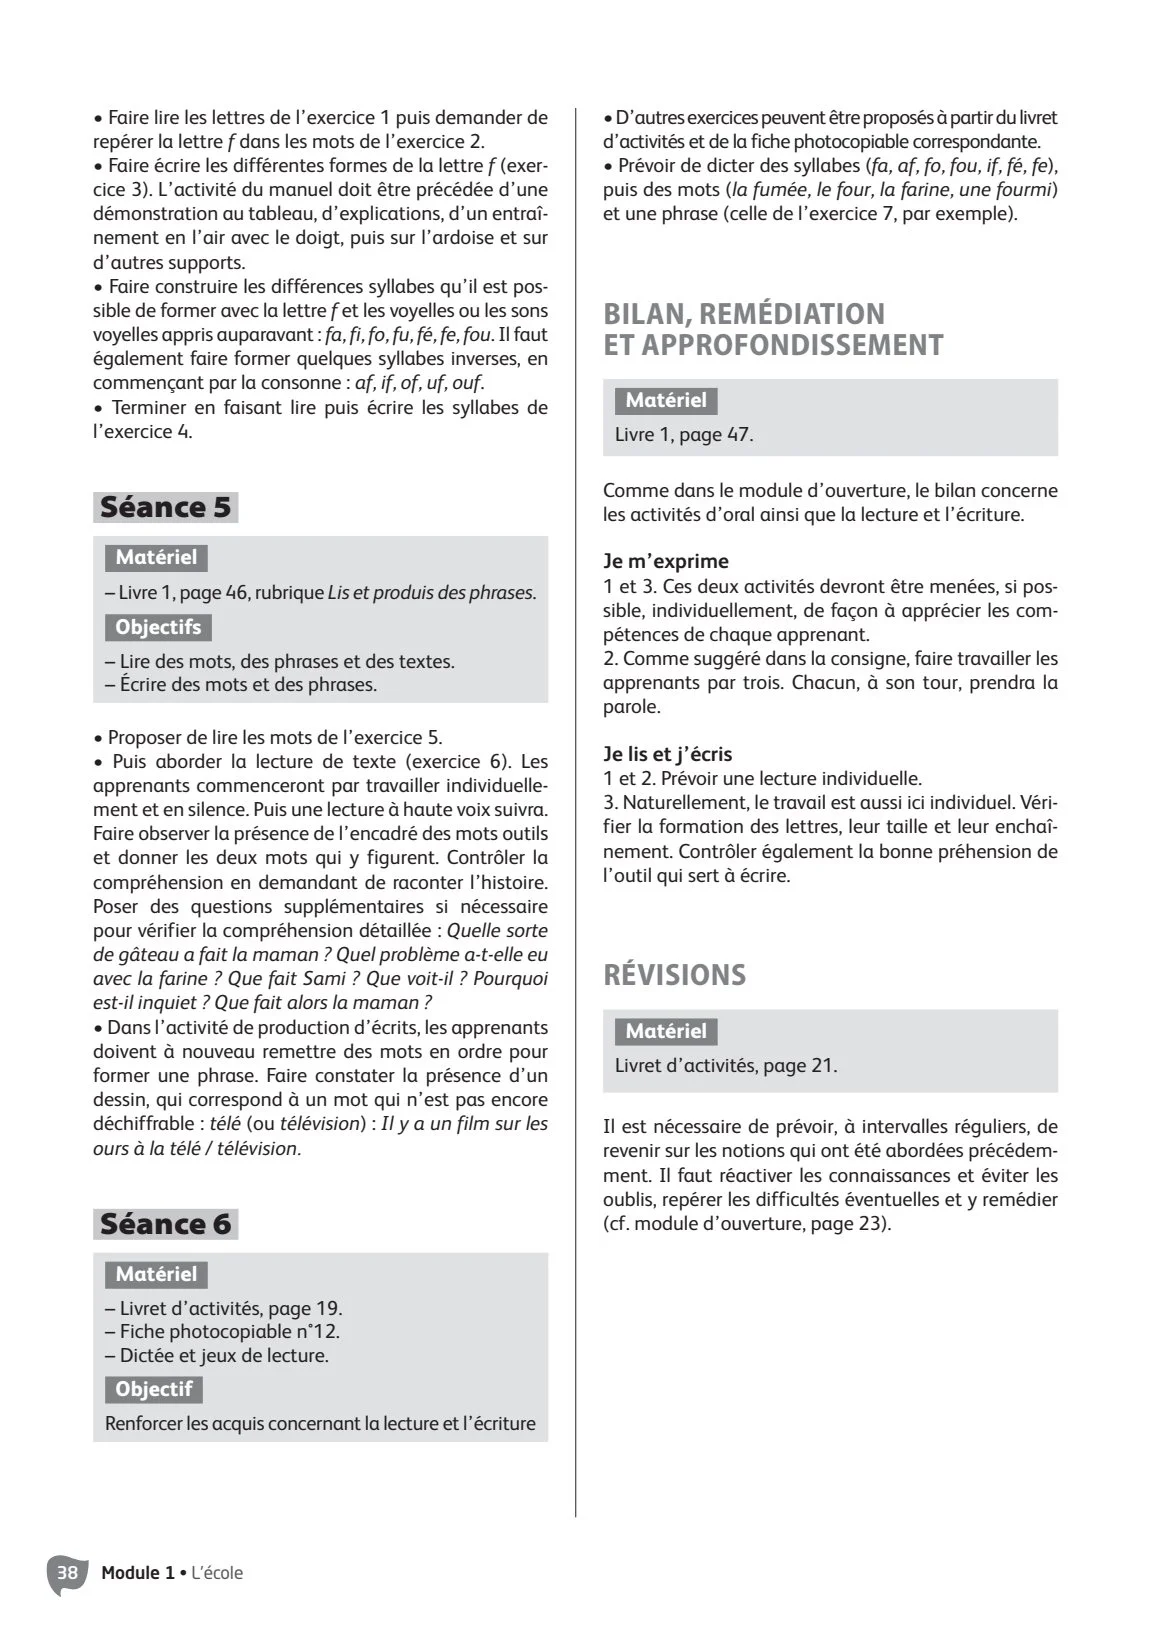 • Faire lire les lettres de l’exercice 1 puis demander de
repérer la lettre f dans les mots de l’exercice 2.
• Faire écrire les différentes formes de la lettre f (exer-
cice 3). L’activité du manuel doit être précédée d’une
démonstration au tableau, d’explications, d’un entraî-
nement en l’air avec le doigt, puis sur l’ardoise et sur
d’autres supports.
• Faire construire les différences syllabes qu’il est pos-
sible de former avec la lettre f et les voyelles ou les sons
voyelles appris auparavant : fa, fi, fo, fu, fé, fe, fou. Il faut
également faire former quelques syllabes inverses, en
commençant par la consonne : af, if, of, uf, ouf.
• Terminer en faisant lire puis écrire les syllabes de
l’exercice 4.
Séance 5
Matériel
– Livre 1, page 46, rubrique Lis et produis des phrases.
Objectifs
– Lire des mots, des phrases et des textes.
– Écrire des mots et des phrases.
• Proposer de lire les mots de l’exercice 5.
• Puis aborder la lecture de texte (exercice 6). Les
apprenants commenceront par travailler individuelle-
ment et en silence. Puis une lecture à haute voix suivra.
Faire observer la présence de l’encadré des mots outils
et donner les deux mots qui y figurent. Contrôler la
compréhension en demandant de raconter l’histoire.
Poser des questions supplémentaires si nécessaire
pour vérifier la compréhension détaillée : Quelle sorte
de gâteau a fait la maman ? Quel problème a-t-elle eu
avec la farine ? Que fait Sami ? Que voit-il ? Pourquoi
est-il inquiet ? Que fait alors la maman ?
• Dans l’activité de production d’écrits, les apprenants
doivent à nouveau remettre des mots en ordre pour
former une phrase. Faire constater la présence d’un
dessin, qui correspond à un mot qui n’est pas encore
déchiffrable : télé (ou télévision) : Il y a un film sur les
ours à la télé / télévision.
Séance 6
Matériel
– Livret d’activités, page 19.
– Fiche photocopiable n°12.
– Dictée et jeux de lecture.
Objectif
Renforcer les acquis concernant la lecture et l’écriture
• D’autres exercices peuvent être proposés à partir du livret
d’activités et de la fiche photocopiable correspondante.
• Prévoir de dicter des syllabes (fa, af, fo, fou, if, fé, fe),
puis des mots (la fumée, le four, la farine, une fourmi)
et une phrase (celle de l’exercice 7, par exemple).
BILAN, REMÉDIATION
ET APPROFONDISSEMENT
Matériel
Livre 1, page 47.
Comme dans le module d’ouverture, le bilan concerne
les activités d’oral ainsi que la lecture et l’écriture.
Je m’exprime
1 et 3. Ces deux activités devront être menées, si pos-
sible, individuellement, de façon à apprécier les com-
pétences de chaque apprenant.
2. Comme suggéré dans la consigne, faire travailler les
apprenants par trois. Chacun, à son tour, prendra la
parole.
Je lis et j’écris
1 et 2. Prévoir une lecture individuelle.
3. Naturellement, le travail est aussi ici individuel. Véri-
fier la formation des lettres, leur taille et leur enchaî-
nement. Contrôler également la bonne préhension de
l’outil qui sert à écrire.
RÉVISIONS
Matériel
Livret d’activités, page 21.
Il est nécessaire de prévoir, à intervalles réguliers, de
revenir sur les notions qui ont été abordées précédem-
ment. Il faut réactiver les connaissances et éviter les
oublis, repérer les difficultés éventuelles et y remédier
(cf. module d’ouverture, page 23).
38 Module 1 • L’école